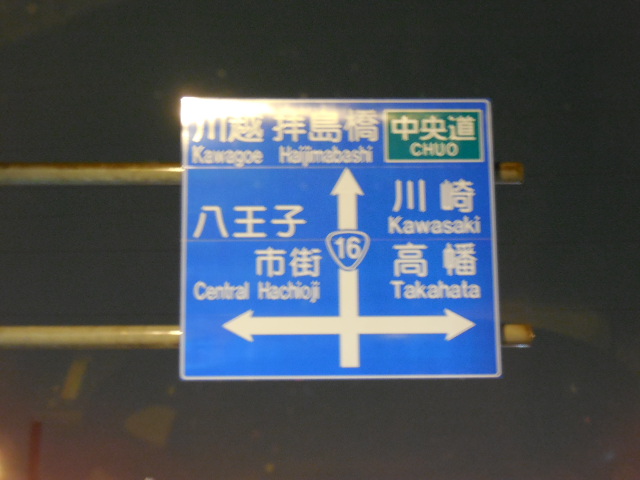 川越 拝島橋 中央道
Kawagoe Haijimabashi CHUO
川崎
Kawasaki
八王子
市街
Central Hachioji
16
高幡
Takahata